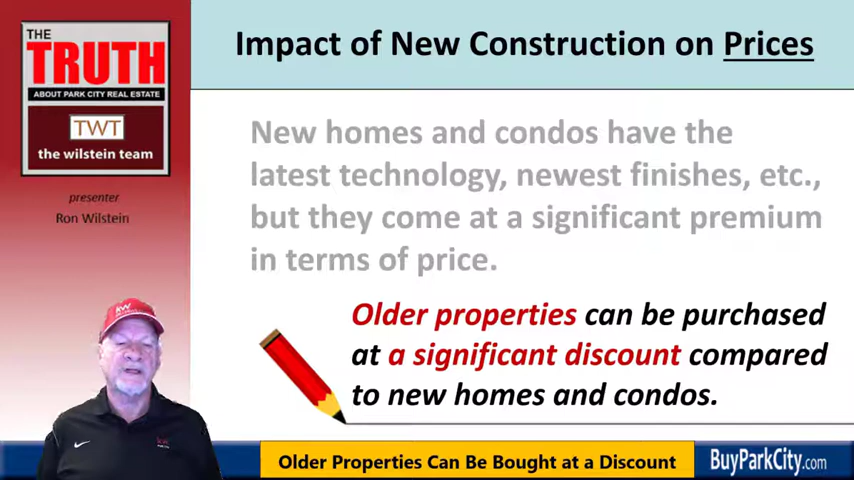 THE
TRUTH
ABOUT PARK CITY REAL ESTATE
TWT
the wilstein team
presenter
Ron Wilstein
Impact of New Construction on Prices
New homes and condos have the
latest technology, newest finishes, etc.,
but they come at a significant premium
in terms of price.
Older properties can be purchased
at a significant discount compared
to new homes and condos.
Older Properties Can Be Bought at a Discount
BuyParkCity.com
kw